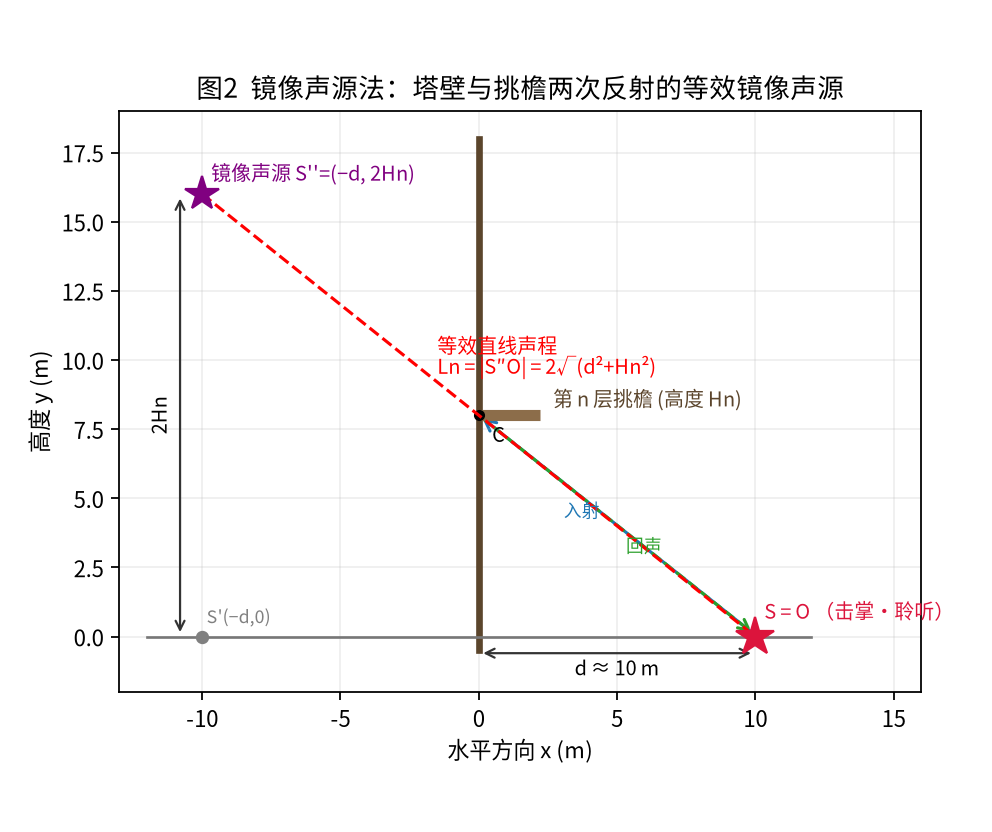 图2 镜像声源法：塔壁与挑檐两次反射的等效镜像声源
17.5
15.0
12.5
10.0
7.5
5.0
2.5
0.0
高度 y (m)
镜像声源 S''=(−d, 2Hn)
2Hn
等效直线声程
Ln = |S″O| = 2√(d²+Hn²)
第 n 层挑檐 (高度 Hn)
C
入射
回声
S'(−d,0)
S = O （击掌・聆听）
d ≈ 10 m
-10
-5
0
5
10
15
水平方向 x (m)